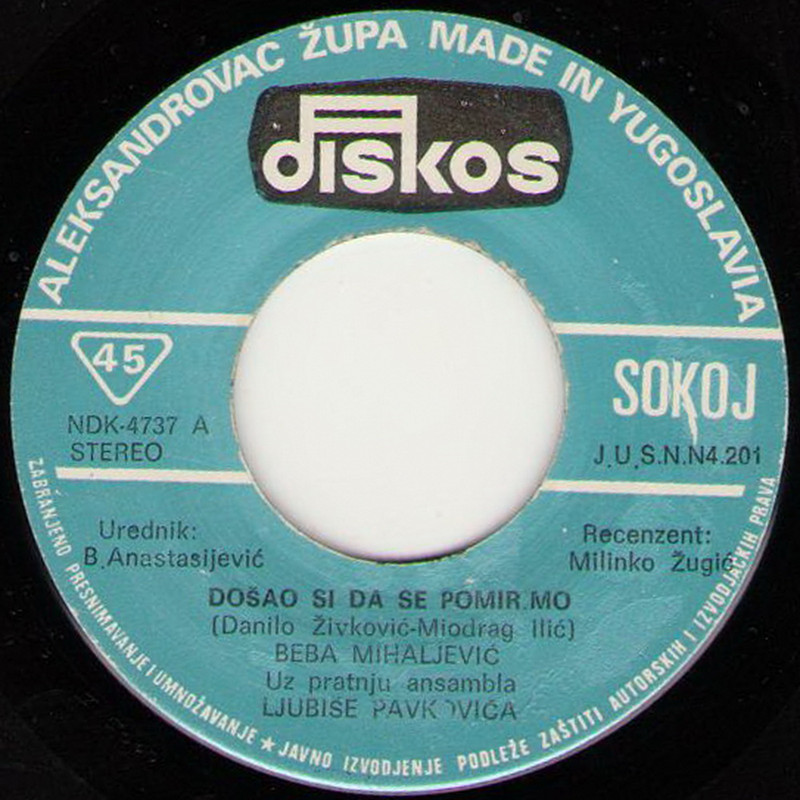 ALEKSANDROVAC ŽUPA MADE IN YUGOSLAVIA
diskos
45
SOKOJ
NDK-4737 A
STEREO
J.U.S.N.N4.201
Urednik:
B.Anastasijević
Recenzent:
Milinko Žugić
DOŠAO SI DA SE POMIR.MO
(Danilo Živković-Miodrag Ilić)
BEBA MIHALJEVIĆ
Uz pratnju ansambla
LJUBIŠE PAVKOVIĆA
ZABRANJENO PRESNIMAVANJE I UMNOŽAVANJE ★ JAVNO IZVODJENJE PODLEŽE ZAŠTITI AUTORSKIH I IZVODJAČKIH PRAVA